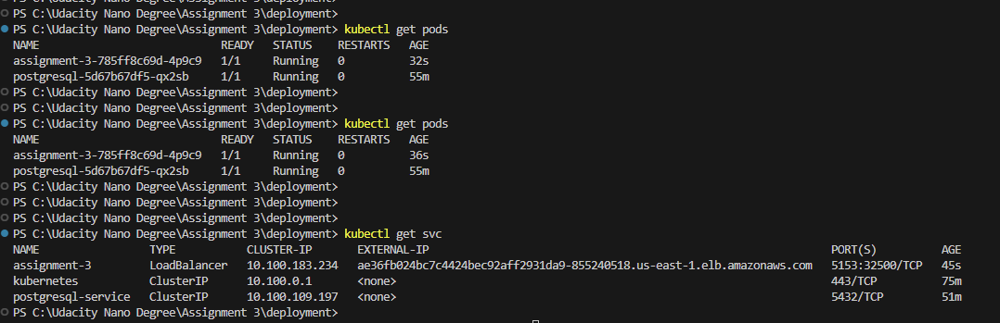 PS C:\Udacity Nano Degree\Assignment 3\deployment>
PS C:\Udacity Nano Degree\Assignment 3\deployment>
PS C:\Udacity Nano Degree\Assignment 3\deployment> kubectl get pods
NAME READY STATUS RESTARTS AGE
assignment-3-785ff8c69d-4p9c9 1/1 Running 0 32s
postgresql-5d67b67df5-qx2sb 1/1 Running 0 55m
PS C:\Udacity Nano Degree\Assignment 3\deployment>
PS C:\Udacity Nano Degree\Assignment 3\deployment>
PS C:\Udacity Nano Degree\Assignment 3\deployment> kubectl get pods
NAME READY STATUS RESTARTS AGE
assignment-3-785ff8c69d-4p9c9 1/1 Running 0 36s
postgresql-5d67b67df5-qx2sb 1/1 Running 0 55m
PS C:\Udacity Nano Degree\Assignment 3\deployment>
PS C:\Udacity Nano Degree\Assignment 3\deployment>
PS C:\Udacity Nano Degree\Assignment 3\deployment>
PS C:\Udacity Nano Degree\Assignment 3\deployment> kubectl get svc
NAME TYPE CLUSTER-IP EXTERNAL-IP PORT(S) AGE
assignment-3 LoadBalancer 10.100.183.234 ae36fb024bc7c4424bec92aff2931da9-855240518.us-east-1.elb.amazonaws.com 5153:32500/TCP 45s
kubernetes ClusterIP 10.100.0.1 <none> 443/TCP 75m
postgresql-service ClusterIP 10.100.109.197 <none> 5432/TCP 51m
PS C:\Udacity Nano Degree\Assignment 3\deployment>